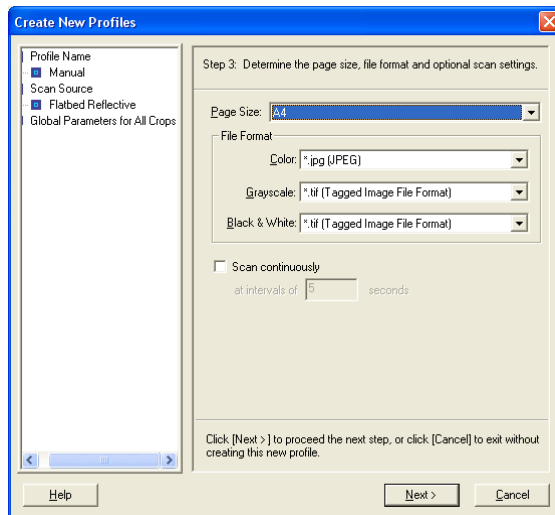 Create New Profiles
Profile Name
Manual
Scan Source
Flatbed Reflective
Global Parameters for All Crops
Step 3: Determine the page size, file format and optional scan settings.
Page Size: A4
File Format
Color: *.jpg (JPEG)
Grayscale: *.tif (Tagged Image File Format)
Black & White: *.tif (Tagged Image File Format)
Scan continuously
at intervals of 5 seconds
Click [Next >] to proceed the next step, or click [Cancel] to exit without
creating this new profile.
Help
Next >
Cancel